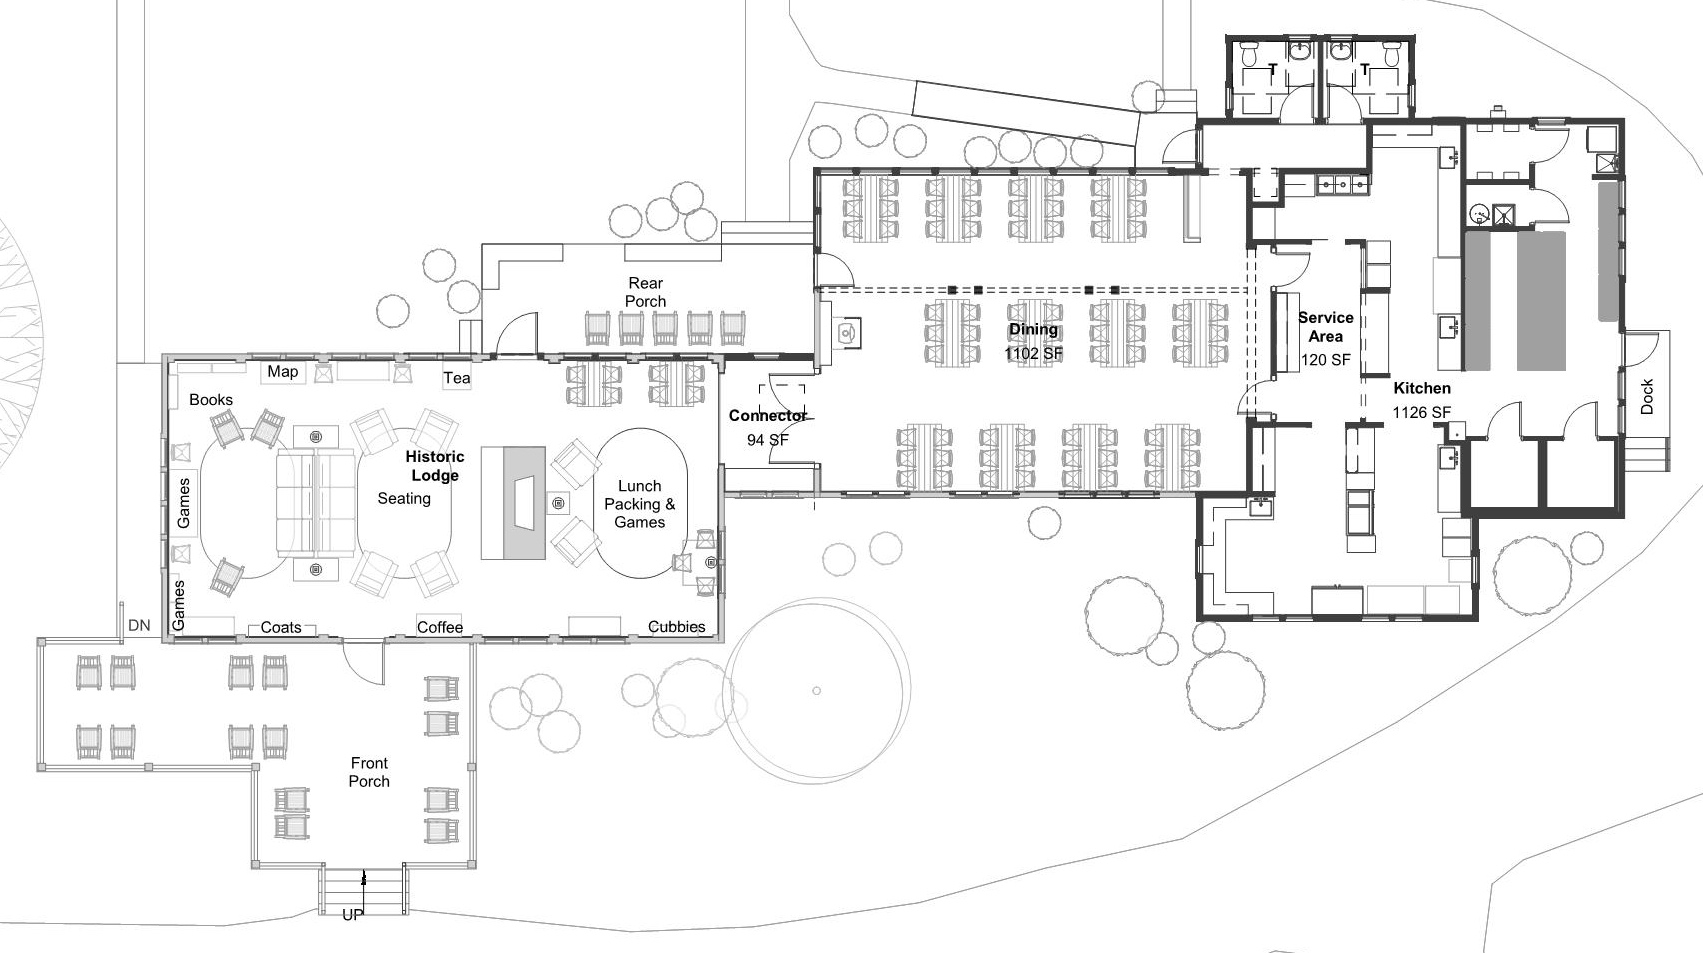 T
T
Rear
Porch
Dining
1102 SF
Service
Area
120 SF
Map
Tea
Books
Kitchen
1126 SF
Dock
Connector
94 SF
Historic
Lodge
Seating
Games
Lunch
Packing &
Games
Games
DN
Coats
Coffee
Cubbies
Front
Porch
UP